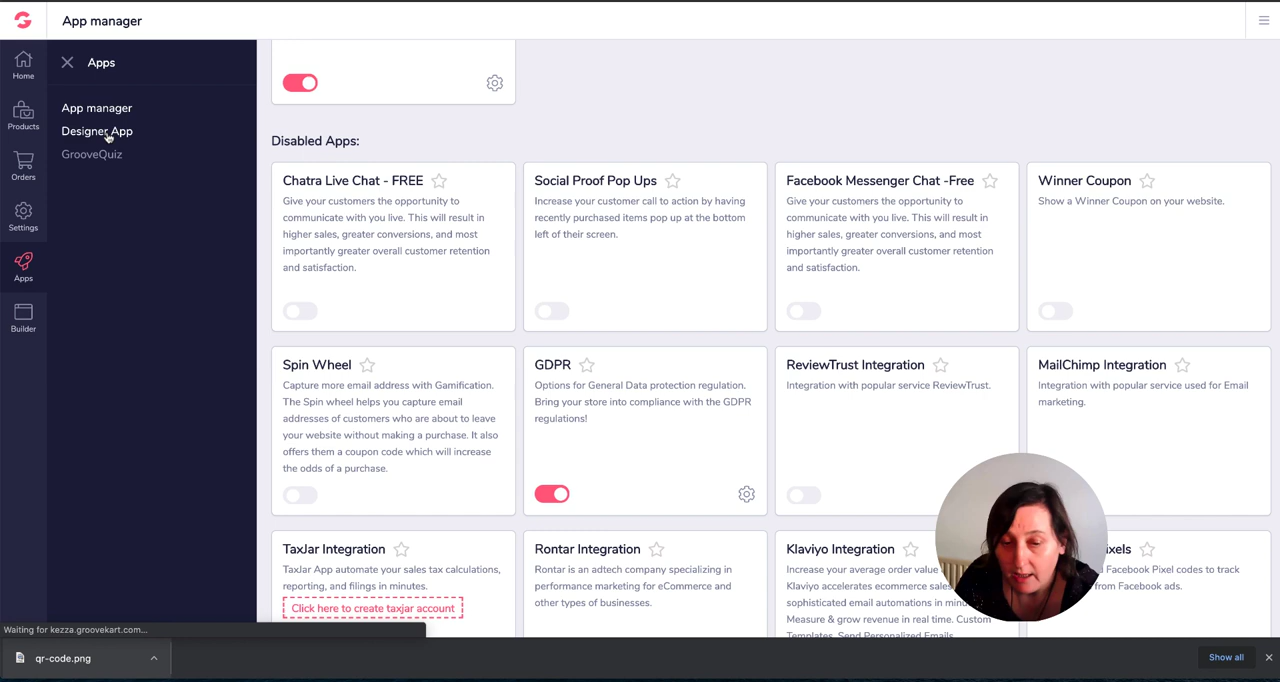 App manager
Home
Products
Orders
Settings
Apps
Builder
Apps
App manager
Designer App
GrooveQuiz
Disabled Apps:
Chatra Live Chat - FREE
Give your customers the opportunity to
communicate with you live. This will result in
higher sales, greater conversions, and most
importantly greater overall customer retention
and satisfaction.
Social Proof Pop Ups
Increase your customer call to action by having
recently purchased items pop up at the bottom
left of their screen.
Facebook Messenger Chat -Free
Give your customers the opportunity to
communicate with you live. This will result in
higher sales, greater conversions, and most
importantly greater overall customer retention
and satisfaction.
Winner Coupon
Show a Winner Coupon on your website.
Spin Wheel
Capture more email address with Gamification.
The Spin wheel helps you capture email
addresses of customers who are about to leave
your website without making a purchase. It also
offers them a coupon code which will increase
the odds of a purchase.
GDPR
Options for General Data protection regulation.
Bring your store into compliance with the GDPR
regulations!
ReviewTrust Integration
Integration with popular service ReviewTrust.
MailChimp Integration
Integration with popular service used for Email
marketing.
TaxJar Integration
TaxJar App automate your sales tax calculations,
reporting, and filings in minutes.
Click here to create taxjar account
Rontar Integration
Rontar is an adtech company specializing in
performance marketing for eCommerce and
other types of businesses.
Klaviyo Integration
Increase your average order value
Klaviyo accelerates ecommerce sales
sophisticated email automations in minu
Measure & grow revenue in real time. Custom
Templates, Send Personalized Emails.
ixels
d Facebook Pixel codes to track
from Facebook ads.
Waiting for kezza.groovekart.com...
qr-code.png
Show all